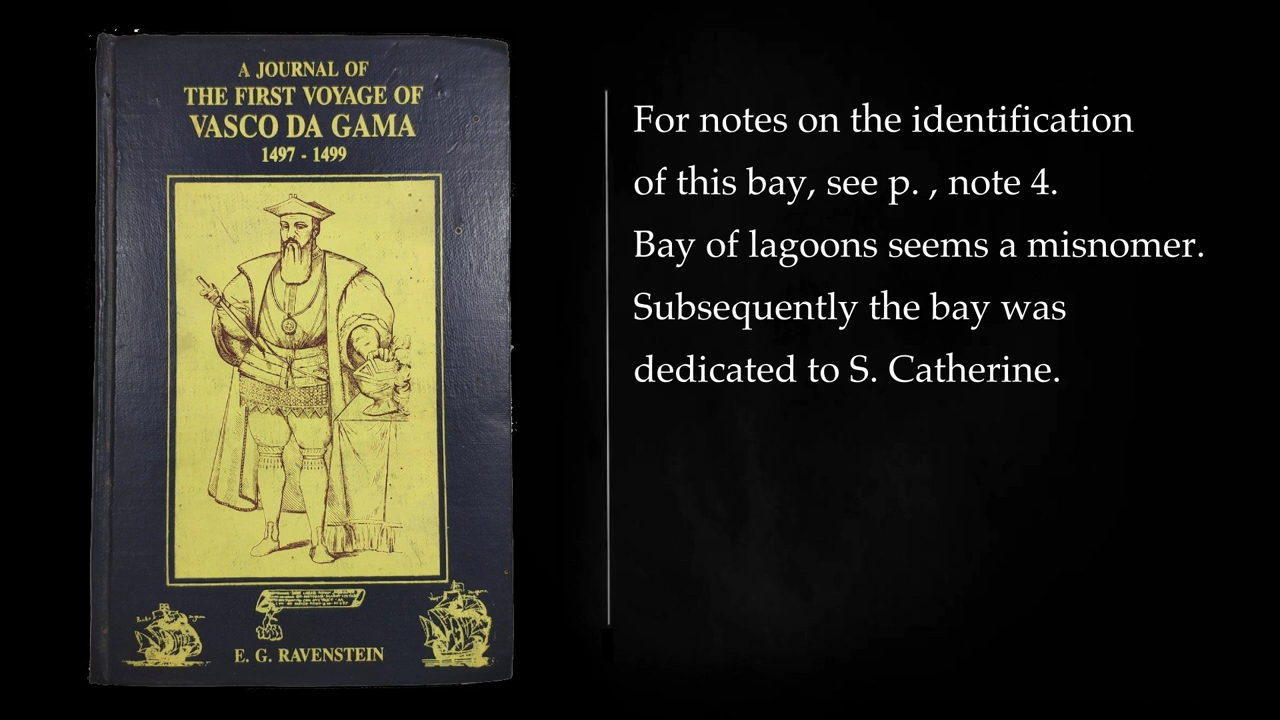 A JOURNAL OF
THE FIRST VOYAGE OF
VASCO DA GAMA
1497 - 1499
E. G. RAVENSTEIN
For notes on the identification
of this bay, see p. , note 4.
Bay of lagoons seems a misnomer.
Subsequently the bay was
dedicated to S. Catherine.